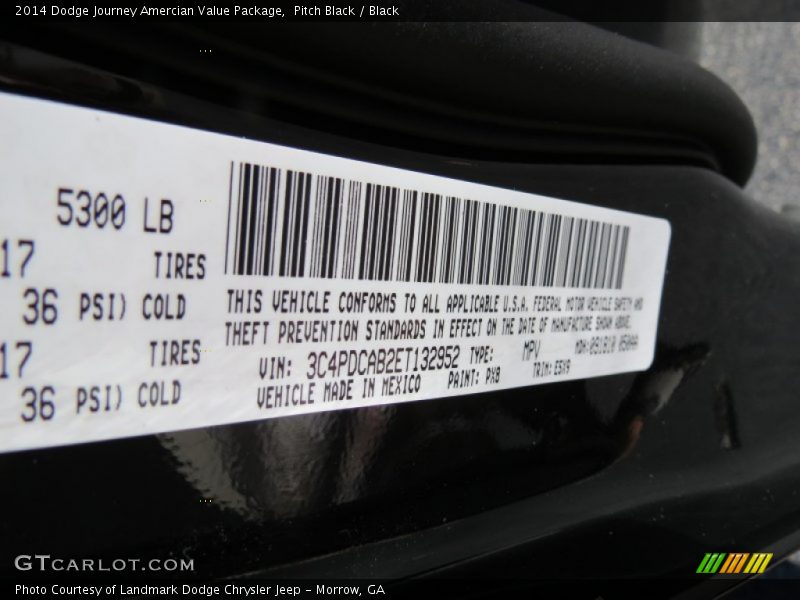 2014 Dodge Journey Amercian Value Package,  Pitch Black / Black
5300 LB
17 TIRES
36 PSI) COLD
17 TIRES
36 PSI) COLD
THIS VEHICLE CONFORMS TO ALL APPLICABLE U.S.A. FEDERAL MOTOR VEHICLE SAFETY AND
THEFT PREVENTION STANDARDS IN EFFECT ON THE DATE OF MANUFACTURE SHOWN ABOVE.
VIN: 3C4PDCAB2ET132952 TYPE: MPV
VEHICLE MADE IN MEXICO PAINT: PX8 TRIM: E5X9
GTCARLOT.COM
Photo Courtesy of Landmark Dodge Chrysler Jeep – Morrow, GA